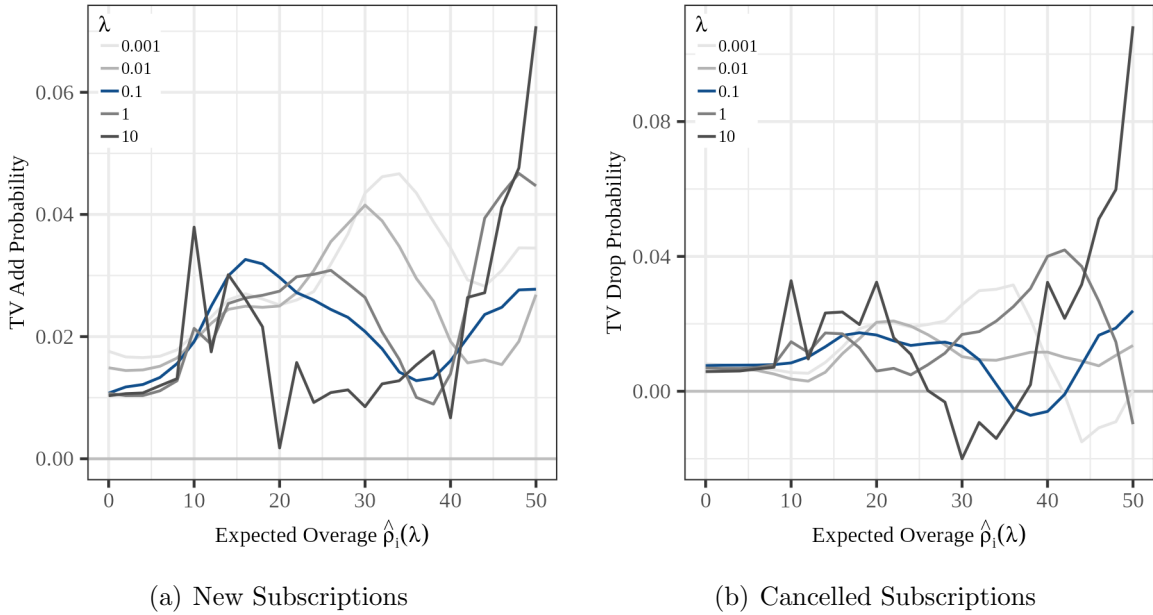 λ
0.001
0.01
0.1
1
10
0.06
0.04
0.02
0.00
TV Add Probability
0 10 20 30 40 50
Expected Overage ρ̂ᵢ(λ)
(a) New Subscriptions
λ
0.001
0.01
0.1
1
10
0.08
0.04
0.00
TV Drop Probability
0 10 20 30 40 50
Expected Overage ρ̂ᵢ(λ)
(b) Cancelled Subscriptions